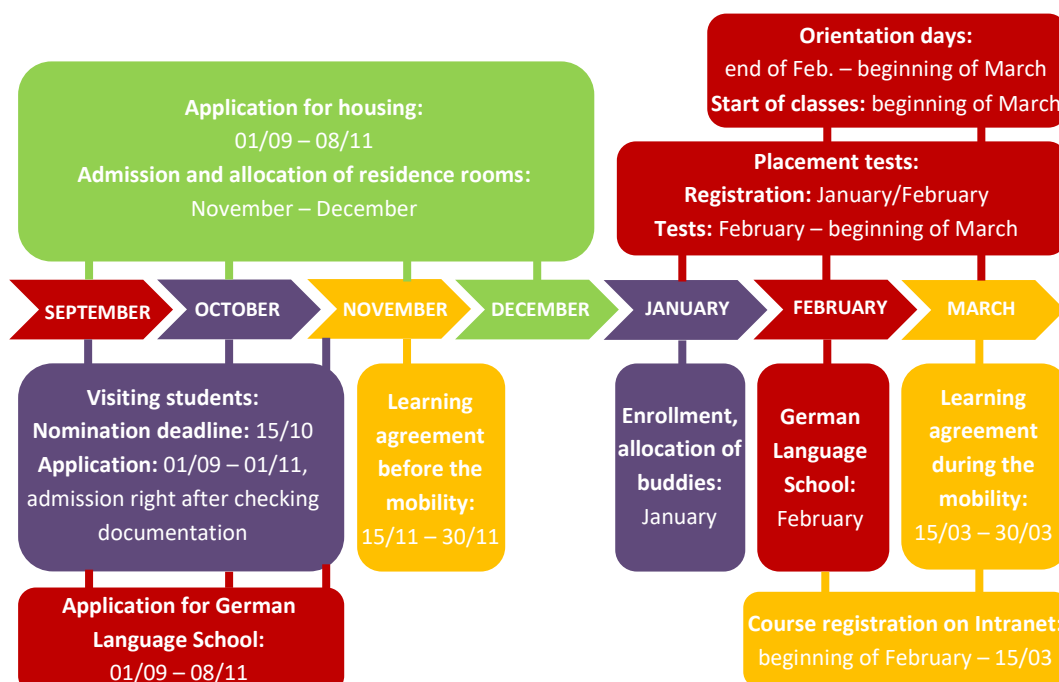 Orientation days:
end of Feb. – beginning of March
Start of classes: beginning of March
Application for housing:
01/09 – 08/11
Admission and allocation of residence rooms:
November – December
Placement tests:
Registration: January/February
Tests: February – beginning of March
SEPTEMBER
OCTOBER
NOVEMBER
DECEMBER
JANUARY
FEBRUARY
MARCH
Visiting students:
Nomination deadline: 15/10
Application: 01/09 – 01/11,
admission right after checking
documentation
Learning
agreement
before the
mobility:
15/11 – 30/11
Enrollment,
allocation of
buddies:
January
German
Language
School:
February
Learning
agreement
during the
mobility:
15/03 – 30/03
Application for German
Language School:
01/09 – 08/11
Course registration on Intranet:
beginning of February – 15/03